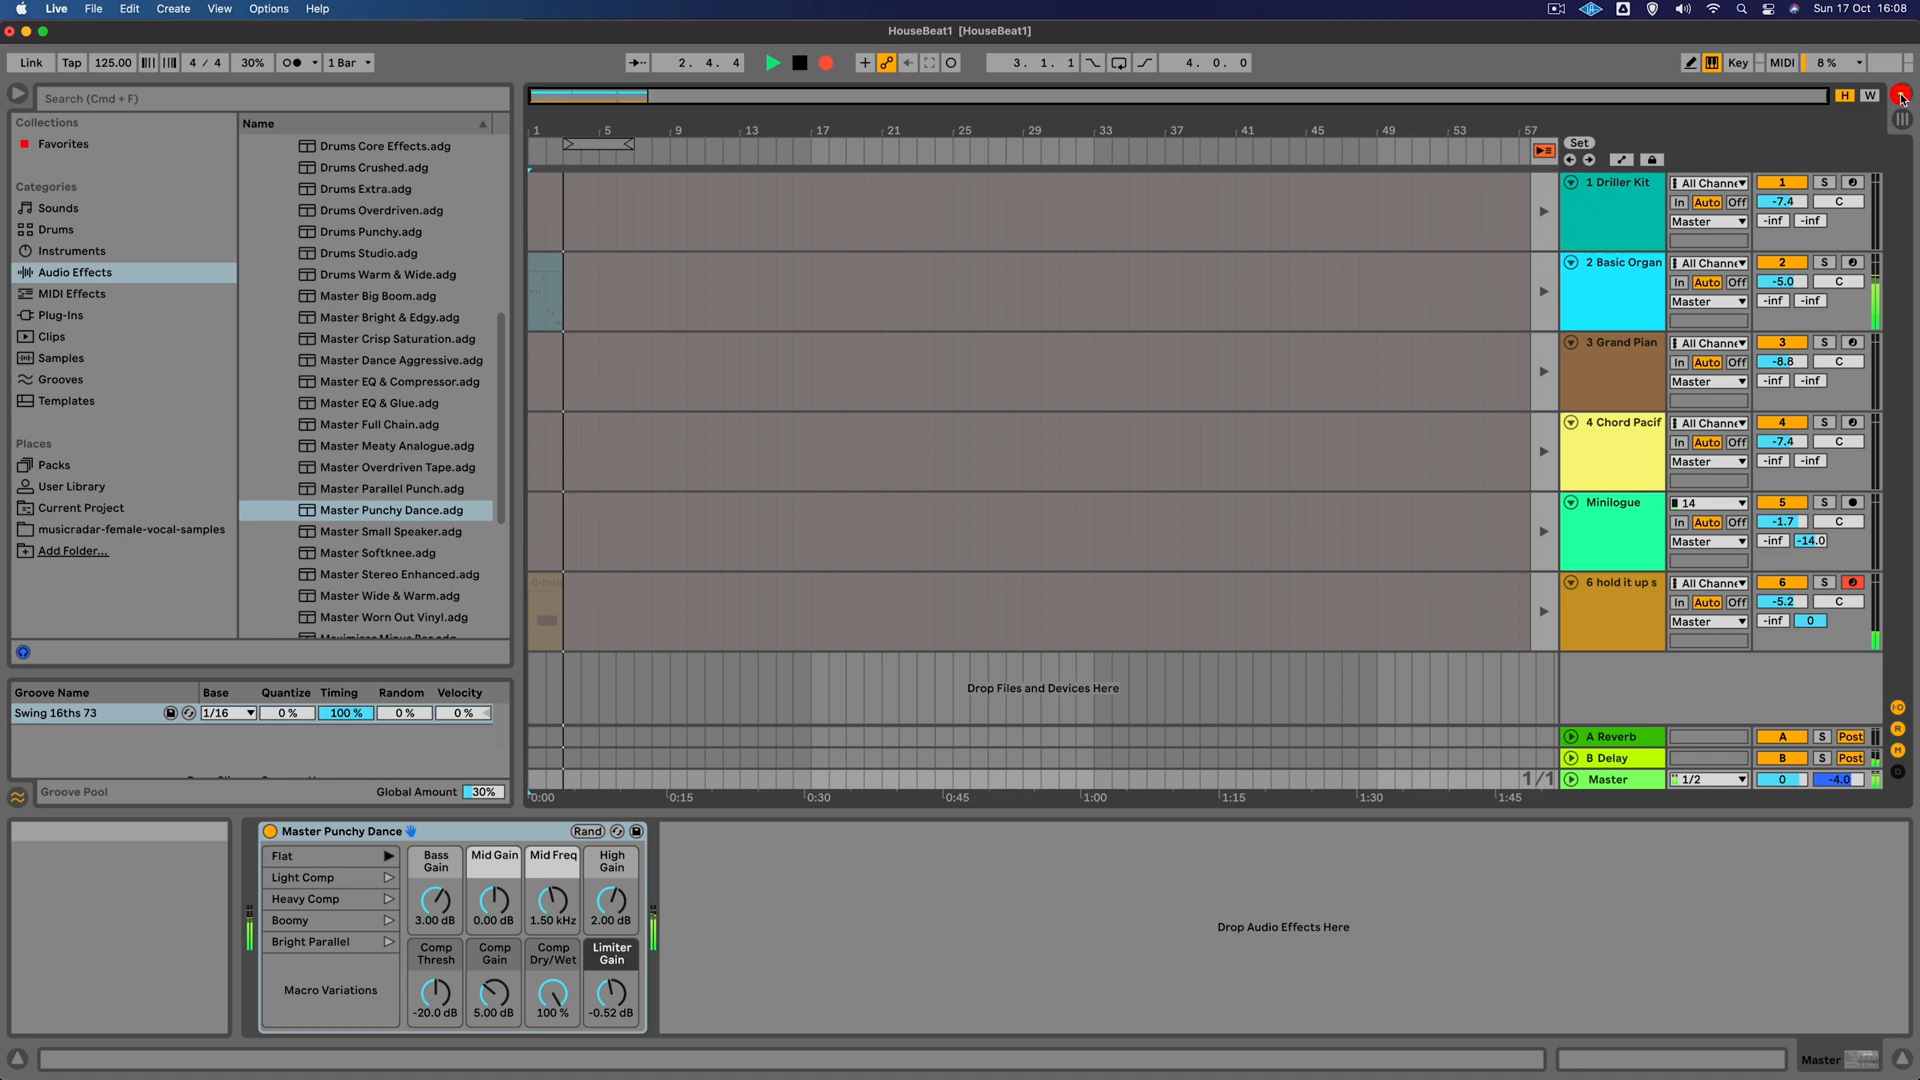 Live File Edit Create View Options Help Sun 17 Oct 16:08
HouseBeat1 [HouseBeat1]
Link Tap 125.00 4 / 4 30% 1 Bar 2. 4. 4 3. 1. 1 4. 0. 0 Key MIDI 8 %
Search (Cmd + F)
H W
Collections
Favorites
Categories
Sounds
Drums
Instruments
Audio Effects
MIDI Effects
Plug-Ins
Clips
Samples
Grooves
Templates
Places
Packs
User Library
Current Project
musicradar-female-vocal-samples
Add Folder...
Name
Drums Core Effects.adg
Drums Crushed.adg
Drums Extra.adg
Drums Overdriven.adg
Drums Punchy.adg
Drums Studio.adg
Drums Warm & Wide.adg
Master Big Boom.adg
Master Bright & Edgy.adg
Master Crisp Saturation.adg
Master Dance Aggressive.adg
Master EQ & Compressor.adg
Master EQ & Glue.adg
Master Full Chain.adg
Master Meaty Analogue.adg
Master Overdriven Tape.adg
Master Parallel Punch.adg
Master Punchy Dance.adg
Master Small Speaker.adg
Master Softknee.adg
Master Stereo Enhanced.adg
Master Wide & Warm.adg
Master Worn Out Vinyl.adg
1 5 9 13 17 21 25 29 33 37 41 45 49 53 57
Set
1 Driller Kit All Channe 1 S
In Auto Off -7.4 C
Master -inf -inf
2 Basic Organ All Channe 2 S
In Auto Off -5.0 C
Master -inf -inf
3 Grand Pian All Channe 3 S
In Auto Off -8.8 C
Master -inf -inf
4 Chord Pacif All Channe 4 S
In Auto Off -7.4 C
Master -inf -inf
Minilogue 14 5 S
In Auto Off -1.7 C
Master -inf -14.0
6-hol 6 hold it up s All Channe 6 S
In Auto Off -5.2 C
Master -inf 0
Drop Files and Devices Here
A Reverb A S Post
B Delay B S Post
1/1 Master 1/2 0 -4.0
0:00 0:15 0:30 0:45 1:00 1:15 1:30 1:45
Groove Name Base Quantize Timing Random Velocity
Swing 16ths 73 1/16 0 % 100 % 0 % 0 %
Groove Pool Global Amount 30%
Master Punchy Dance Rand
Flat
Light Comp
Heavy Comp
Boomy
Bright Parallel
Macro Variations
Bass Gain Mid Gain Mid Freq High Gain
3.00 dB 0.00 dB 1.50 kHz 2.00 dB
Comp Thresh Comp Gain Comp Dry/Wet Limiter Gain
-20.0 dB 5.00 dB 100 % -0.52 dB
Drop Audio Effects Here
Master